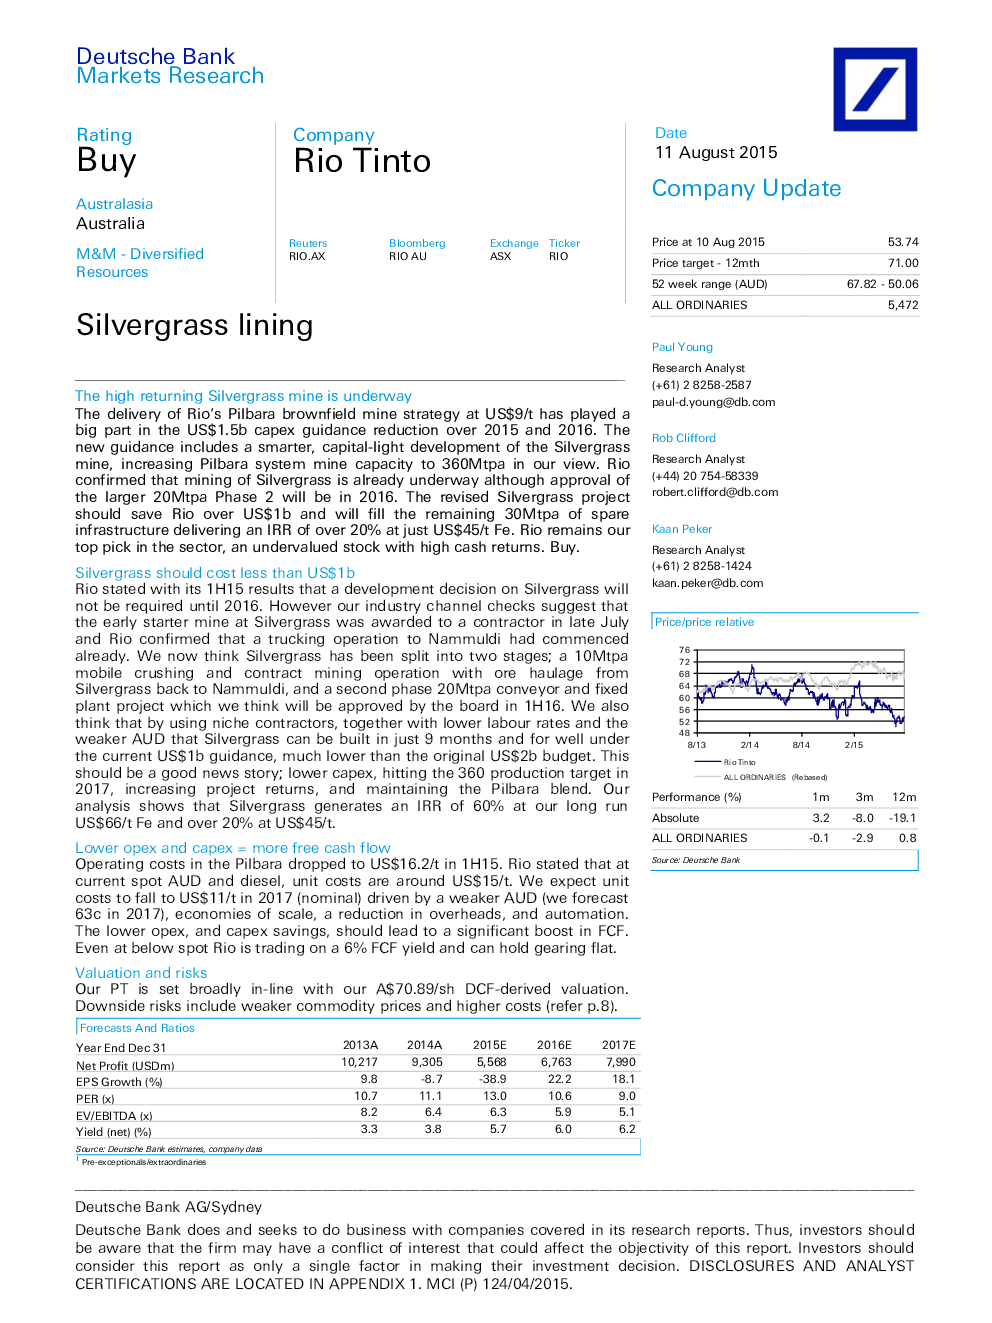 Deutsche Bank
Markets Research
Rating
Buy
Australasia
Australia
M&M - Diversified
Resources
Company
Rio Tinto
Reuters Bloomberg Exchange Ticker
RIO.AX RIO AU ASX RIO
Date
11 August 2015
Company Update
Price at 10 Aug 2015 53.74
Price target - 12mth 71.00
52 week range (AUD) 67.82 - 50.06
ALL ORDINARIES 5,472
Silvergrass lining
The high returning Silvergrass mine is underway
The delivery of Rio's Pilbara brownfield mine strategy at US$9/t has played a
big part in the US$1.5b capex guidance reduction over 2015 and 2016. The
new guidance includes a smarter, capital-light development of the Silvergrass
mine, increasing Pilbara system mine capacity to 360Mtpa in our view. Rio
confirmed that mining of Silvergrass is already underway although approval of
the larger 20Mtpa Phase 2 will be in 2016. The revised Silvergrass project
should save Rio over US$1b and will fill the remaining 30Mtpa of spare
infrastructure delivering an IRR of over 20% at just US$45/t Fe. Rio remains our
top pick in the sector, an undervalued stock with high cash returns. Buy.
Silvergrass should cost less than US$1b
Rio stated with its 1H15 results that a development decision on Silvergrass will
not be required until 2016. However our industry channel checks suggest that
the early starter mine at Silvergrass was awarded to a contractor in late July
and Rio confirmed that a trucking operation to Nammuldi had commenced
already. We now think Silvergrass has been split into two stages; a 10Mtpa
mobile crushing and contract mining operation with ore haulage from
Silvergrass back to Nammuldi, and a second phase 20Mtpa conveyor and fixed
plant project which we think will be approved by the board in 1H16. We also
think that by using niche contractors, together with lower labour rates and the
weaker AUD that Silvergrass can be built in just 9 months and for well under
the current US$1b guidance, much lower than the original US$2b budget. This
should be a good news story; lower capex, hitting the 360 production target in
2017, increasing project returns, and maintaining the Pilbara blend. Our
analysis shows that Silvergrass generates an IRR of 60% at our long run
US$66/t Fe and over 20% at US$45/t.
Lower opex and capex = more free cash flow
Operating costs in the Pilbara dropped to US$16.2/t in 1H15. Rio stated that at
current spot AUD and diesel, unit costs are around US$15/t. We expect unit
costs to fall to US$11/t in 2017 (nominal) driven by a weaker AUD (we forecast
63c in 2017), economies of scale, a reduction in overheads, and automation.
The lower opex, and capex savings, should lead to a significant boost in FCF.
Even at below spot Rio is trading on a 6% FCF yield and can hold gearing flat.
Valuation and risks
Our PT is set broadly in-line with our A$70.89/sh DCF-derived valuation.
Downside risks include weaker commodity prices and higher costs (refer p.8).
Forecasts And Ratios
Year End Dec 31 2013A 2014A 2015E 2016E 2017E
Net Profit (USDm) 10,217 9,305 5,568 6,763 7,990
EPS Growth (%) 9.8 -8.7 -38.9 22.2 18.1
PER (x) 10.7 11.1 13.0 10.6 9.0
EV/EBITDA (x) 8.2 6.4 6.3 5.9 5.1
Yield (net) (%) 3.3 3.8 5.7 6.0 6.2
Source: Deutsche Bank estimates, company data
1 Pre-exceptionals/extraordinaries
Paul Young
Research Analyst
(+61) 2 8258-2587
paul-d.young@db.com
Rob Clifford
Research Analyst
(+44) 20 754-58339
robert.clifford@db.com
Kaan Peker
Research Analyst
(+61) 2 8258-1424
kaan.peker@db.com
Price/price relative
76
72
68
64
60
56
52
48
8/13 2/14 8/14 2/15
Rio Tinto
ALL ORDINARIES (Rebased)
Performance (%) 1m 3m 12m
Absolute 3.2 -8.0 -19.1
ALL ORDINARIES -0.1 -2.9 0.8
Source: Deutsche Bank
Deutsche Bank AG/Sydney
Deutsche Bank does and seeks to do business with companies covered in its research reports. Thus, investors should
be aware that the firm may have a conflict of interest that could affect the objectivity of this report. Investors should
consider this report as only a single factor in making their investment decision. DISCLOSURES AND ANALYST
CERTIFICATIONS ARE LOCATED IN APPENDIX 1. MCI (P) 124/04/2015.